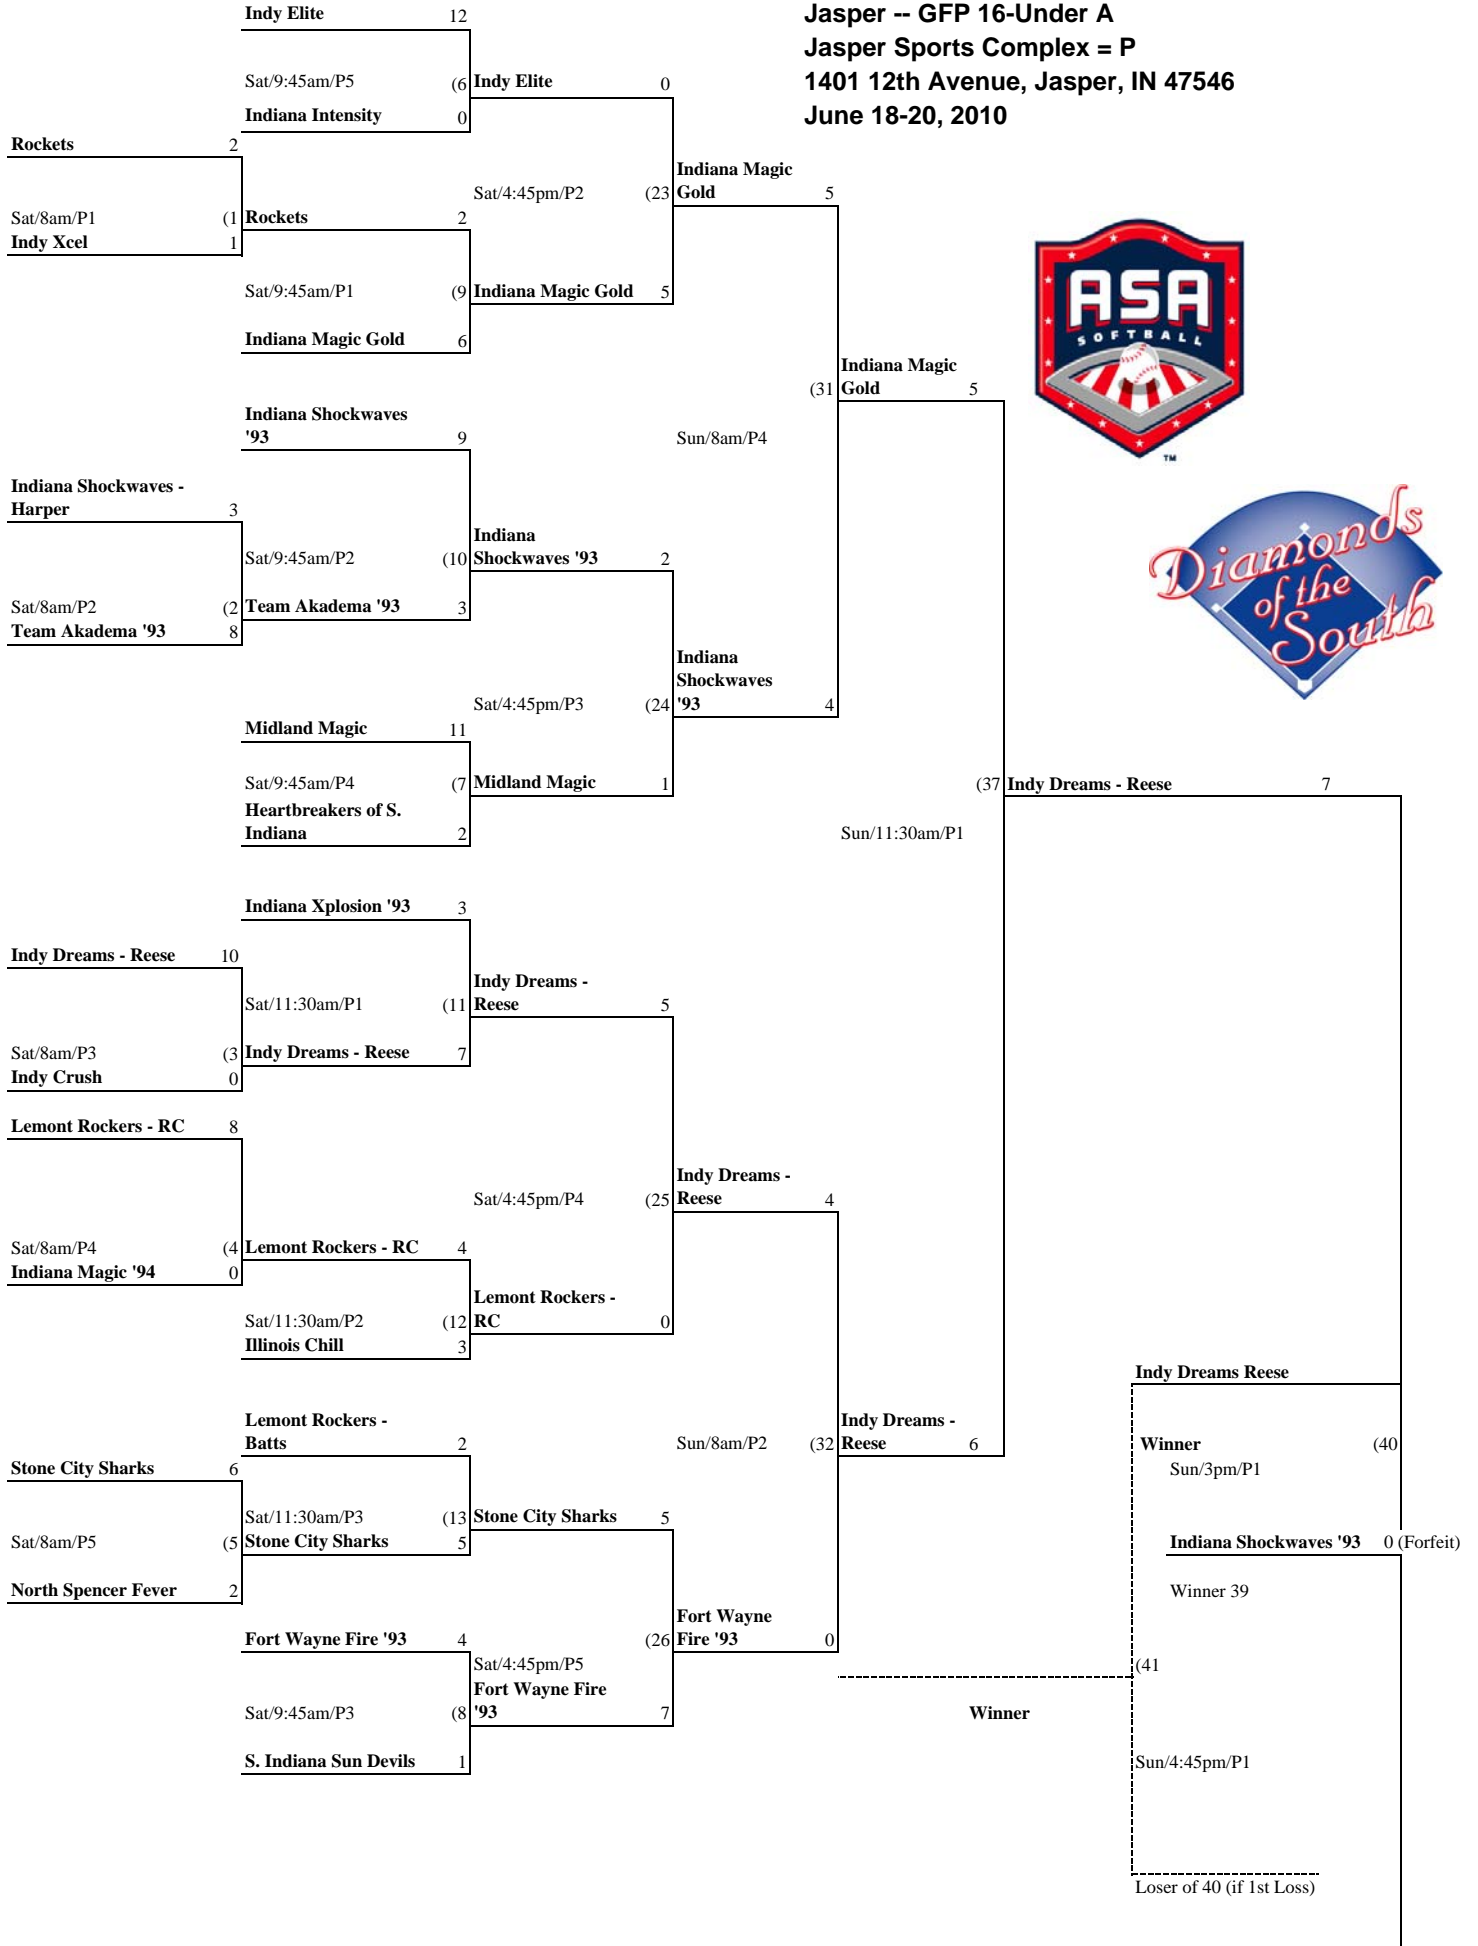 Jasper -- GFP 16-Under A
Jasper Sports Complex = P
1401 12th Avenue, Jasper, IN 47546
June 18-20, 2010
Indy Elite 12
Sat/9:45am/P5 (6 Indy Elite 0
Indiana Intensity 0
Rockets 2
Indiana Magic
Sat/4:45pm/P2 (23 Gold 5
Sat/8am/P1 (1 Rockets 2
Indy Xcel 1
Sat/9:45am/P1 (9 Indiana Magic Gold 5
Indiana Magic Gold 6
ASA
SOFTBALL
TM
Indiana Magic
(31 Gold 5
Indiana Shockwaves
'93 9 Sun/8am/P4
Indiana Shockwaves -
Harper 3
Diamonds
of the
South
Indiana
Sat/9:45am/P2 (10 Shockwaves '93 2
Sat/8am/P2 (2 Team Akadema '93 3
Team Akadema '93 8
Indiana
Shockwaves
Sat/4:45pm/P3 (24 '93 4
Midland Magic 11
Sat/9:45am/P4 (7 Midland Magic 1 (37 Indy Dreams - Reese 7
Heartbreakers of S.
Indiana 2 Sun/11:30am/P1
Indiana Xplosion '93 3
Indy Dreams - Reese 10
Indy Dreams -
Sat/11:30am/P1 (11 Reese 5
Sat/8am/P3 (3 Indy Dreams - Reese 7
Indy Crush 0
Lemont Rockers - RC 8
Indy Dreams -
Sat/4:45pm/P4 (25 Reese 4
Sat/8am/P4 (4 Lemont Rockers - RC 4
Indiana Magic '94 0
Lemont Rockers -
Sat/11:30am/P2 (12 RC 0
Illinois Chill 3
Indy Dreams Reese
Lemont Rockers - Indy Dreams -
Batts 2 Sun/8am/P2 (32 Reese 6 Winner (40
Stone City Sharks 6 Sun/3pm/P1
Sat/11:30am/P3 (13 Stone City Sharks 5
Sat/8am/P5 (5 Stone City Sharks 5 Indiana Shockwaves '93 0 (Forfeit)
North Spencer Fever 2 Winner 39
Fort Wayne
Fort Wayne Fire '93 4 (26 Fire '93 0
Sat/4:45pm/P5 (41
Fort Wayne Fire
Sat/9:45am/P3 (8 '93 7 Winner
S. Indiana Sun Devils 1 Sun/4:45pm/P1
Loser of 40 (if 1st Loss)